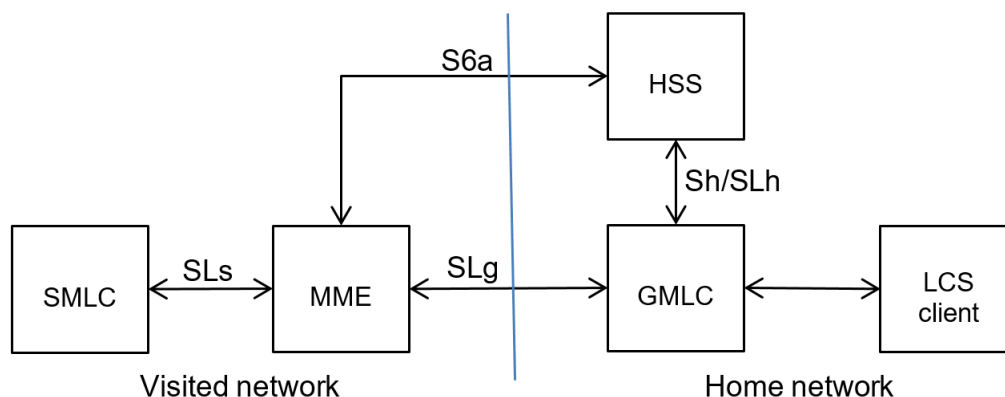 S6a
HSS
Sh/SLh
SMLC
SLs
MME
SLg
GMLC
LCS
client
Visited network
Home network